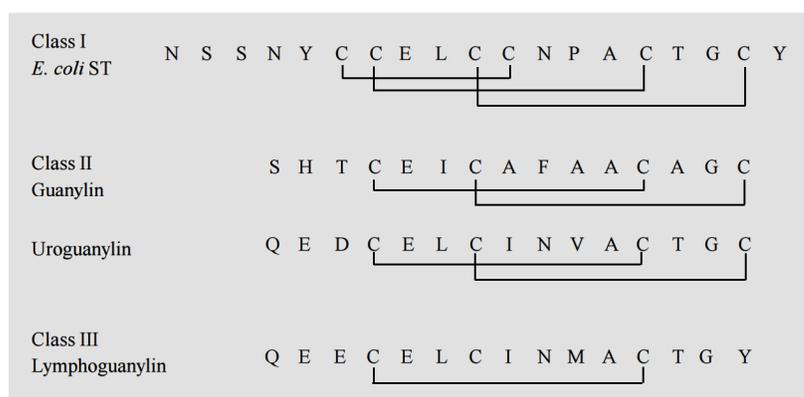 Class I
E. coli ST
N S S N Y C C E L C C N P A C T G C Y
Class II
Guanylin
S H T C E I C A F A A C A G C
Uroguanylin
Q E D C E L C I N V A C T G C
Class III
Lymphoguanylin
Q E E C E L C I N M A C T G Y